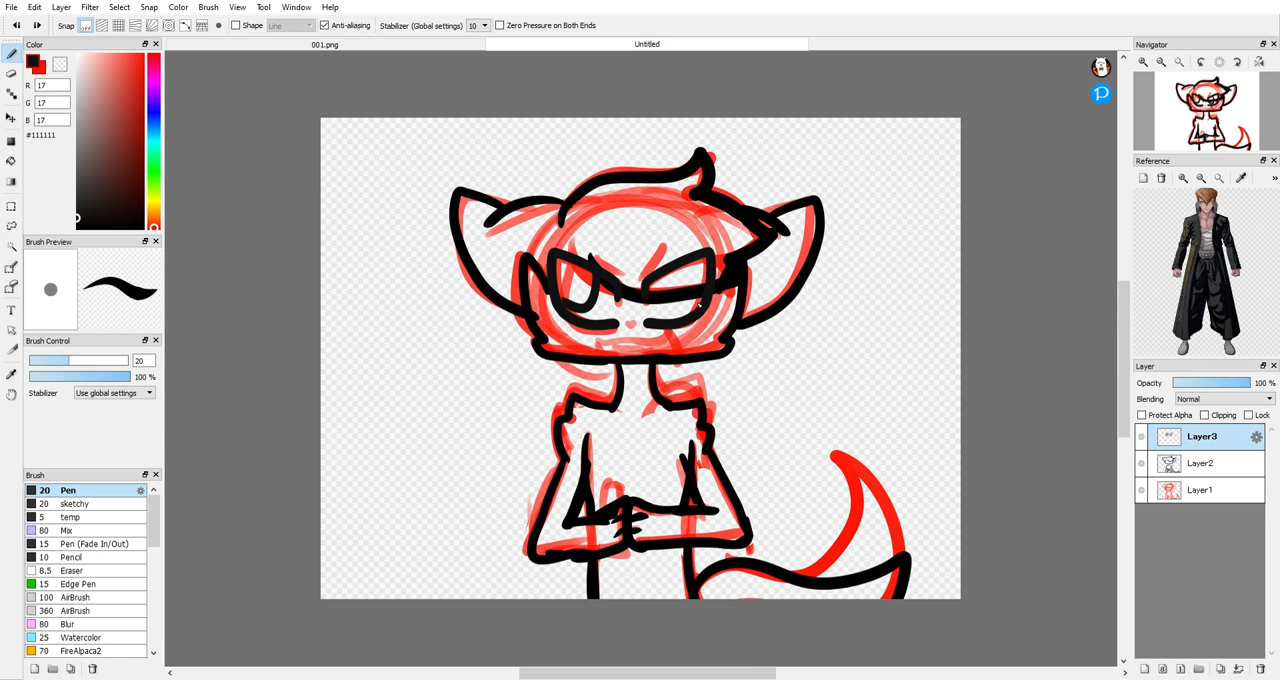 File Edit Layer Filter Select Snap Color Brush View Tool Window Help
Snap off Shape Line Anti-aliasing Stabilizer (Global settings) 10 Zero Pressure on Both Ends
Color
001.png
Untitled
Navigator
R 17
G 17
B 17
#111111
Reference
Brush Preview
Brush Control
20
100 %
Stabilizer Use global settings
Layer
Opacity 100 %
Blending Normal
Protect Alpha Clipping Lock
Layer3
Layer2
Layer1
Brush
20 Pen
20 sketchy
5 temp
80 Mix
15 Pen (Fade In/Out)
10 Pencil
8.5 Eraser
15 Edge Pen
100 AirBrush
360 AirBrush
80 Blur
25 Watercolor
70 FireAlpaca2